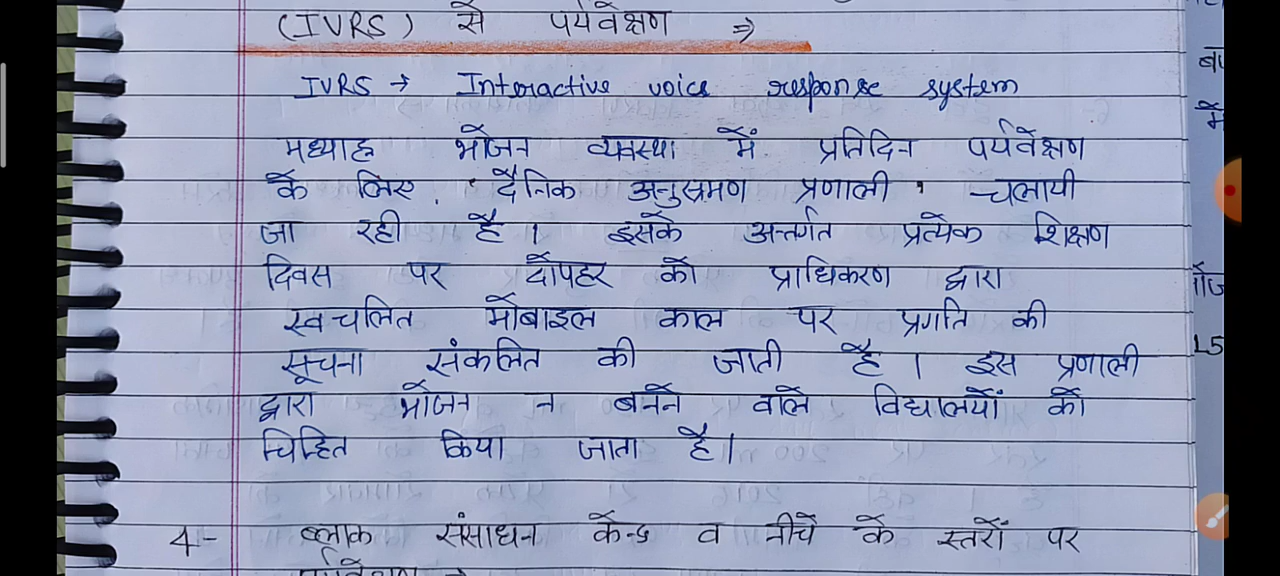 (IVRS) से पर्यवेक्षण ⇒
IVRS → Interactive voice response system
मध्याह्न भोजन व्यवस्था में प्रतिदिन पर्यवेक्षण
के लिए 'दैनिक अनुस्रमण प्रणाली' चलायी
जा रही है। इसके अन्तर्गत प्रत्येक शिक्षण
दिवस पर दोपहर को प्राधिकरण द्वारा
स्वचलित मोबाइल काल पर प्रगति की
सूचना संकलित की जाती है। इस प्रणाली
द्वारा भोजन न बनने वाले विद्यालयों को
चिन्हित किया जाता है।
4- ब्लाक संसाधन केन्द्र व नीचे के स्तरों पर